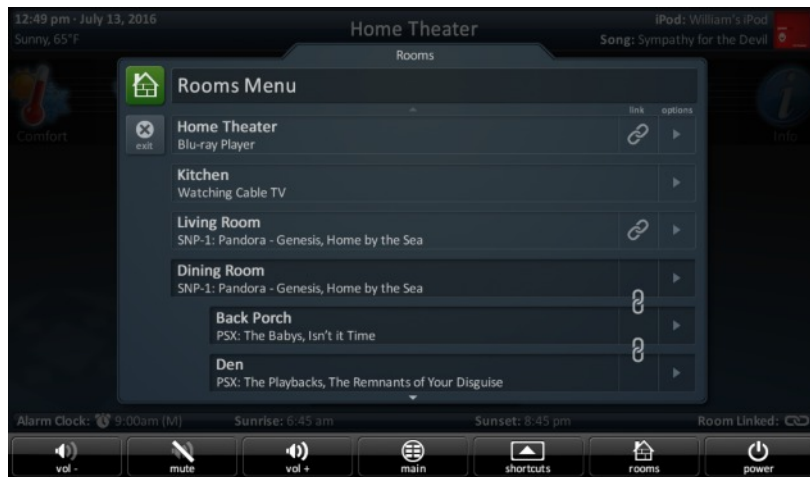 12:49 pm - July 13, 2016
Home Theater
iPod: William's iPod
Sunny, 65°F
Song: Sympathy for the Devil
Rooms
Rooms Menu
link options
Comfort
Info
exit
Home Theater
Blu-ray Player
Kitchen
Watching Cable TV
Living Room
SNP-1: Pandora - Genesis, Home by the Sea
Dining Room
SNP-1: Pandora - Genesis, Home by the Sea
Back Porch
PSX: The Babys, Isn't it Time
Den
PSX: The Playbacks, The Remnants of Your Disguise
Alarm Clock: 9:00am (M) Sunrise: 6:45 am Sunset: 8:45 pm Room Linked:
vol - mute vol + main shortcuts rooms power